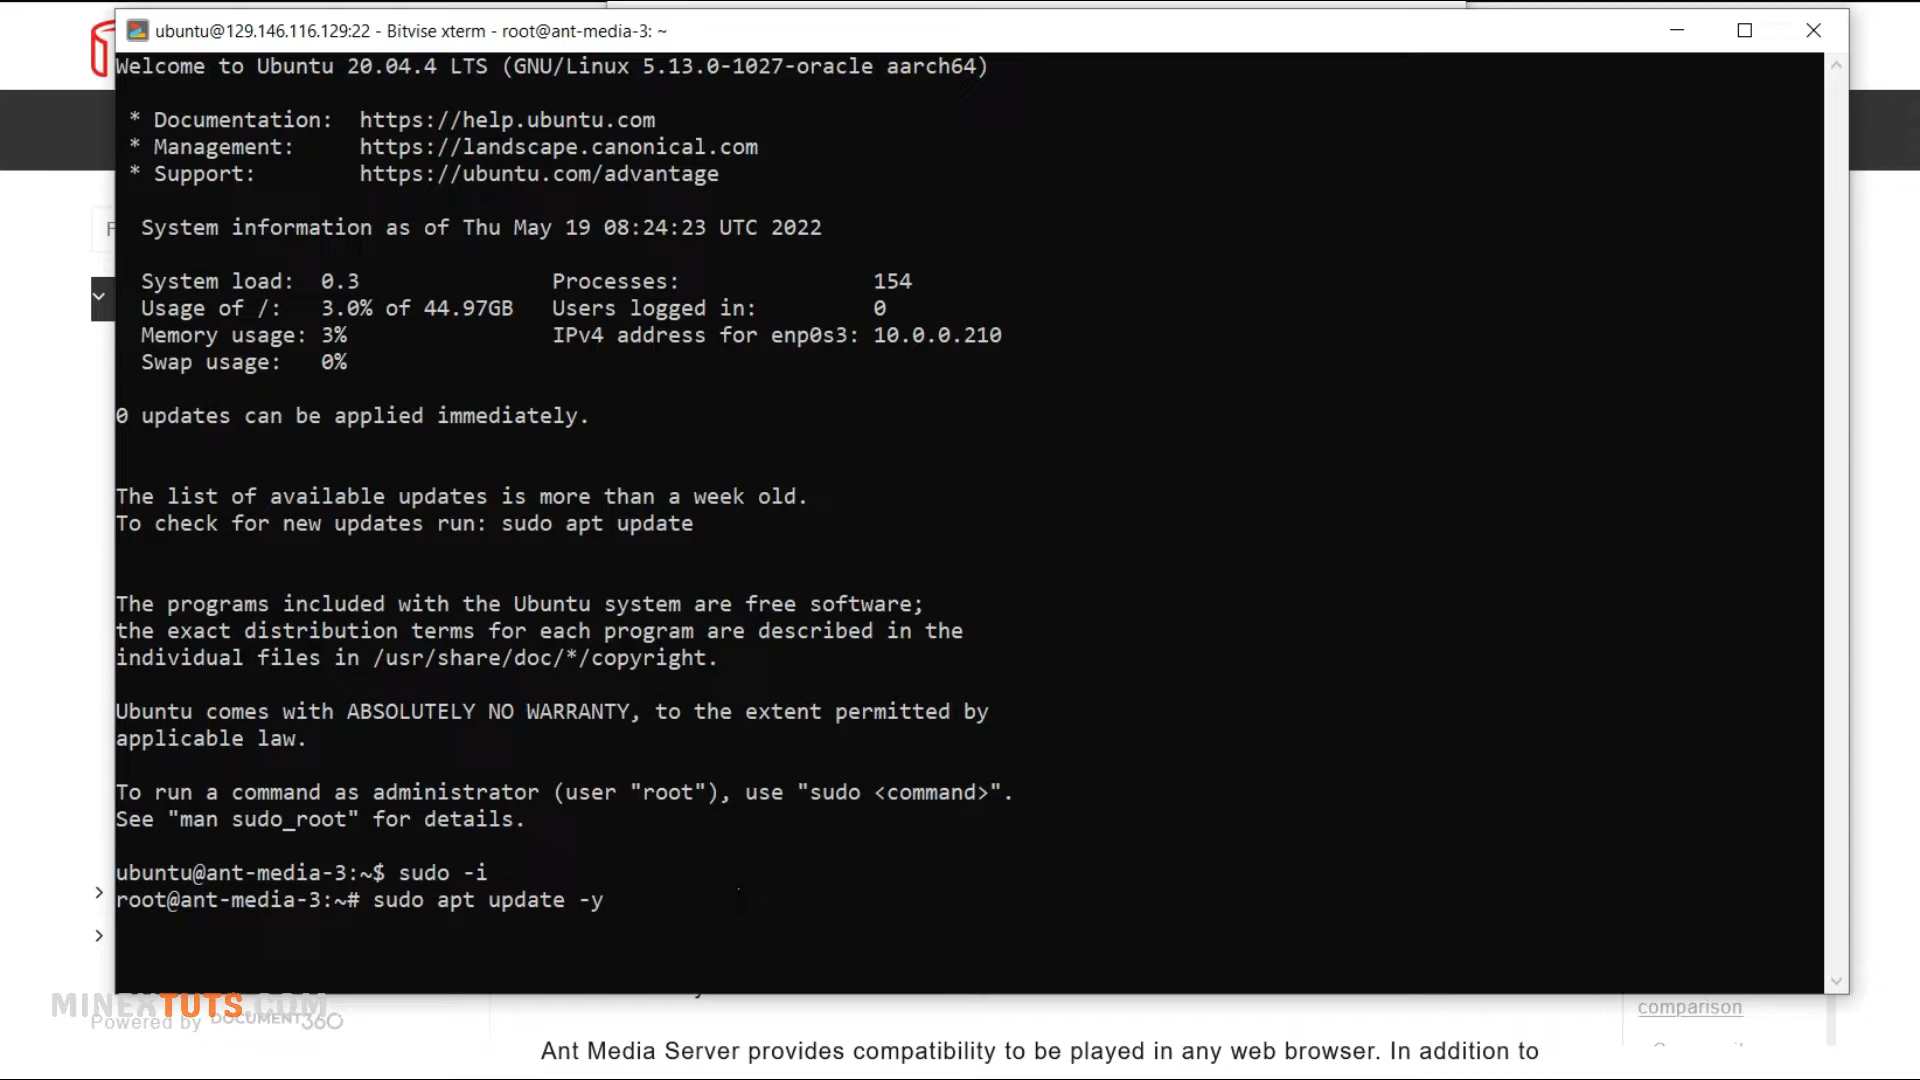 ubuntu@129.146.116.129:22 - Bitvise xterm - root@ant-media-3: ~
Welcome to Ubuntu 20.04.4 LTS (GNU/Linux 5.13.0-1027-oracle aarch64)
* Documentation: https://help.ubuntu.com
* Management: https://landscape.canonical.com
* Support: https://ubuntu.com/advantage
System information as of Thu May 19 08:24:23 UTC 2022
System load: 0.3 Processes: 154
Usage of /: 3.0% of 44.97GB Users logged in: 0
Memory usage: 3% IPv4 address for enp0s3: 10.0.0.210
Swap usage: 0%
0 updates can be applied immediately.
The list of available updates is more than a week old.
To check for new updates run: sudo apt update
The programs included with the Ubuntu system are free software;
the exact distribution terms for each program are described in the
individual files in /usr/share/doc/*/copyright.
Ubuntu comes with ABSOLUTELY NO WARRANTY, to the extent permitted by
applicable law.
To run a command as administrator (user "root"), use "sudo <command>".
See "man sudo_root" for details.
ubuntu@ant-media-3:~$ sudo -i
root@ant-media-3:~# sudo apt update -y
MINEXTUTS.COM
Powered by DOCUMENT360
comparison
Ant Media Server provides compatibility to be played in any web browser. In addition to